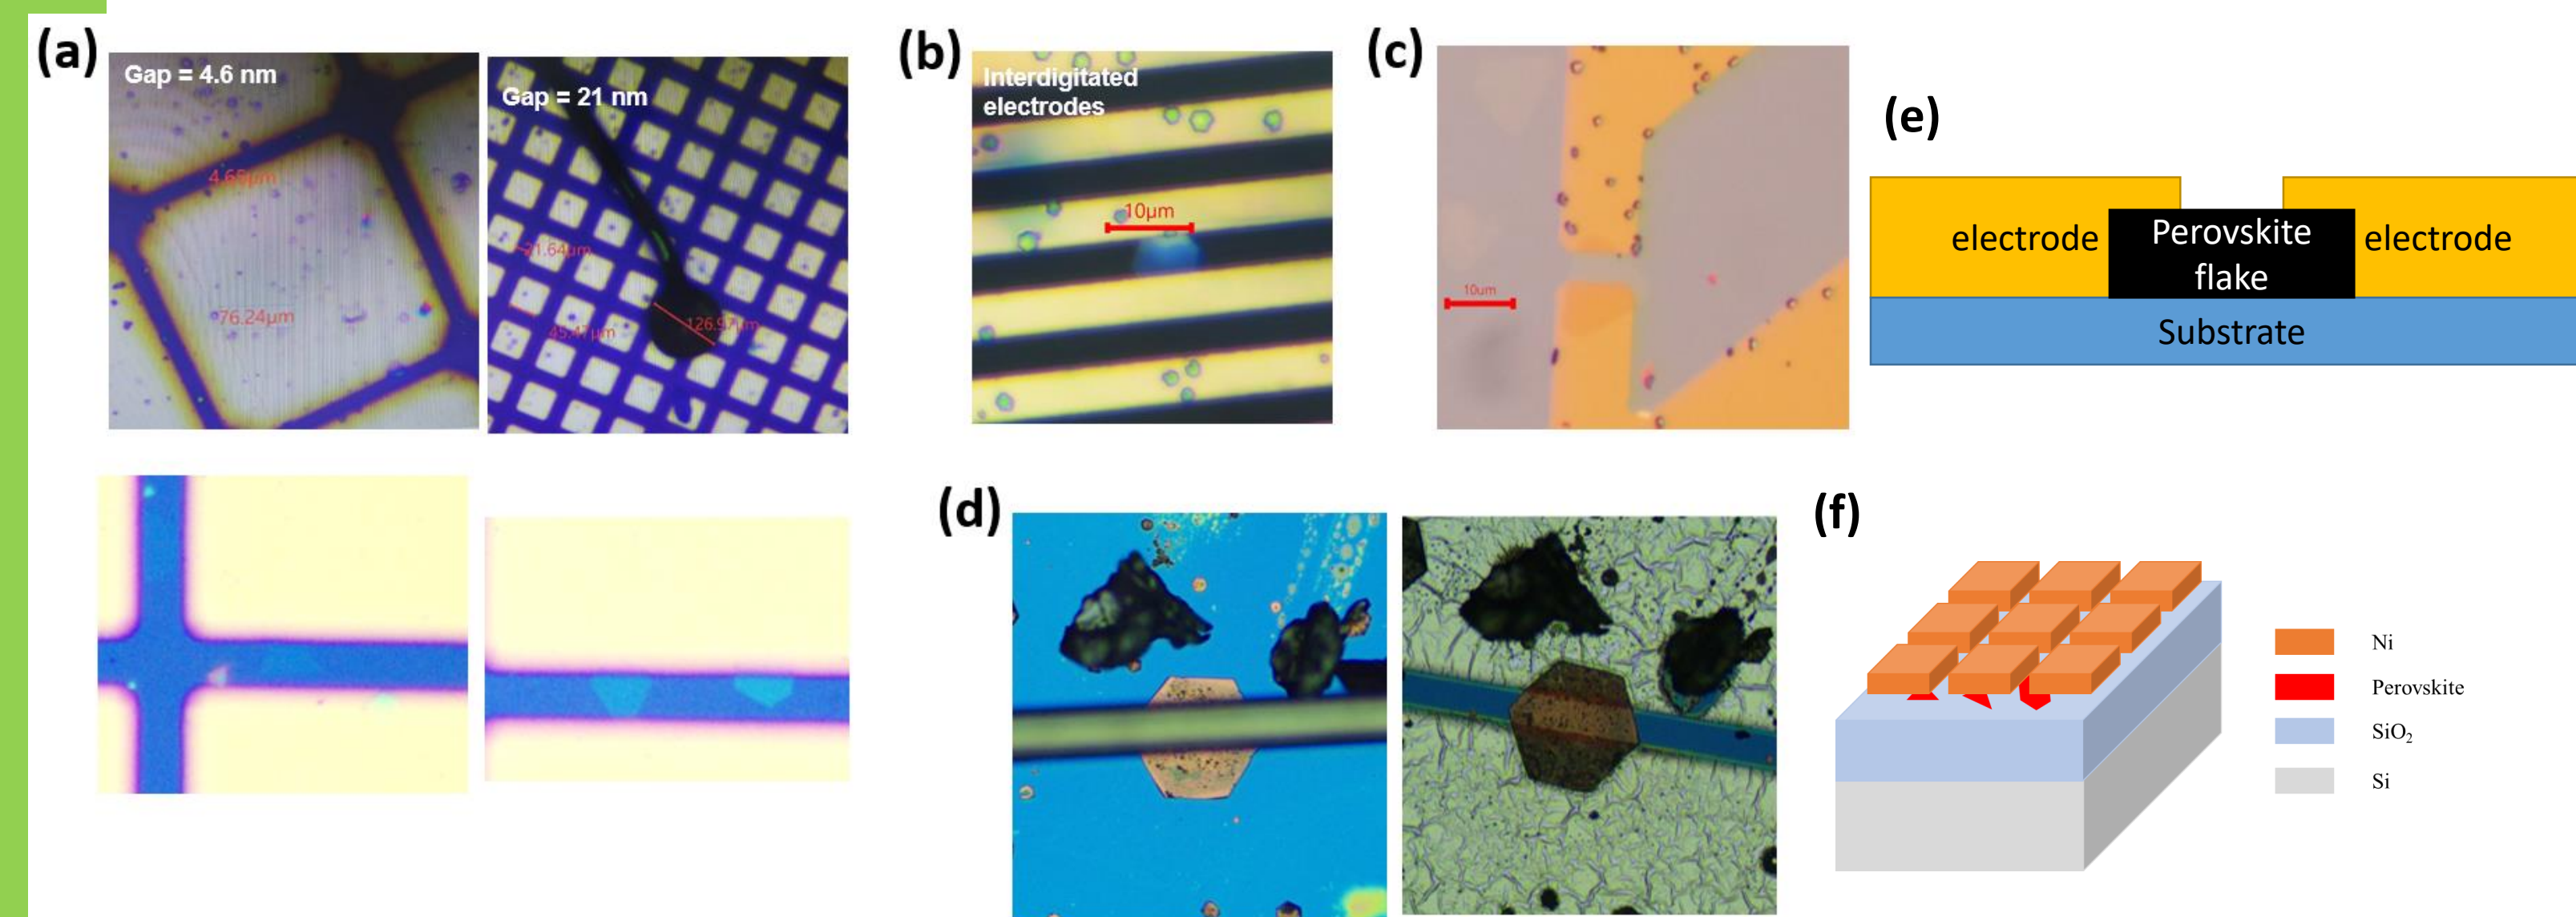 (a)
Gap = 4.6 nm
4.65µm
76.24µm
Gap = 21 nm
21.64µm
45.47µm
126.97µm
(b)
Interdigitated
electrodes
10µm
(c)
10um
(e)
electrode
Perovskite
flake
electrode
Substrate
(d)
(f)
Ni
Perovskite
SiO₂
Si